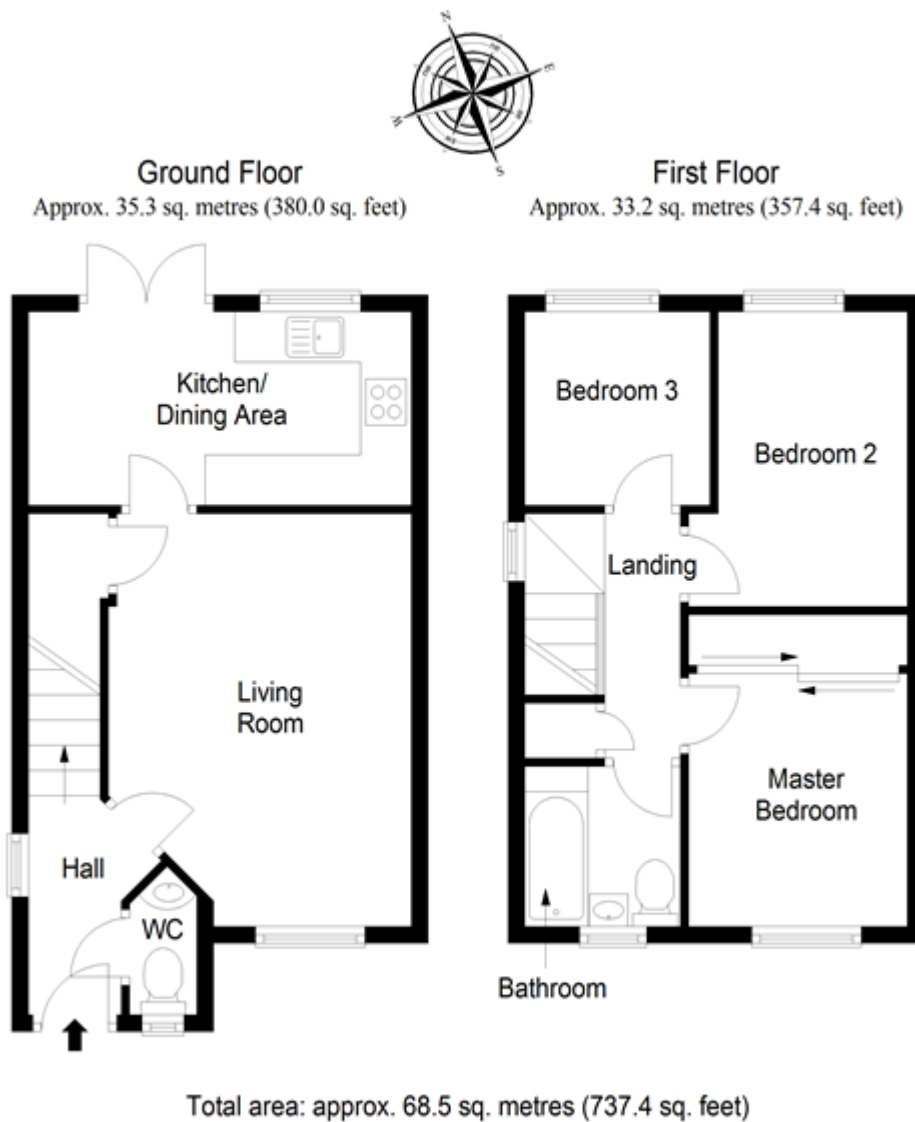 N
E
W
S
Ground Floor
Approx. 35.3 sq. metres (380.0 sq. feet)
First Floor
Approx. 33.2 sq. metres (357.4 sq. feet)
Kitchen/
Dining Area
Bedroom 3
Bedroom 2
Landing
Living
Room
Master
Bedroom
Hall
WC
Bathroom
Total area: approx. 68.5 sq. metres (737.4 sq. feet)